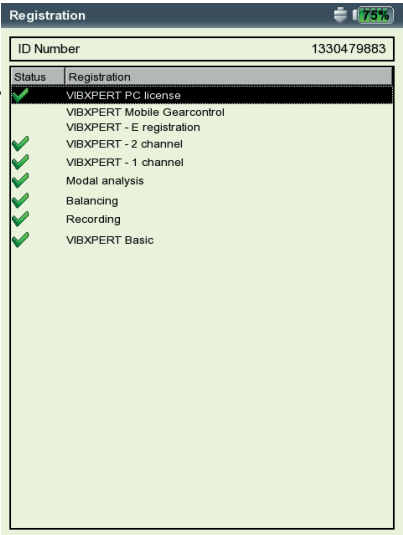 Registration
75%
ID Number 1330479883
Status Registration
VIBXPERT PC license
VIBXPERT Mobile Gearcontrol
VIBXPERT - E registration
VIBXPERT - 2 channel
VIBXPERT - 1 channel
Modal analysis
Balancing
Recording
VIBXPERT Basic